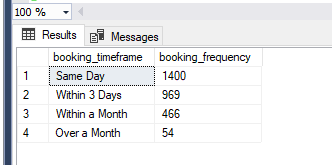 100 %
Results Messages
booking_timeframe booking_frequency
1 Same Day 1400
2 Within 3 Days 969
3 Within a Month 466
4 Over a Month 54